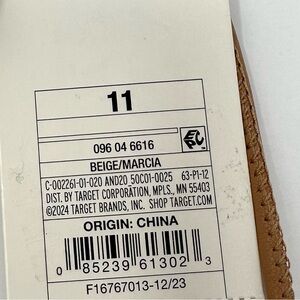 11
096 04 6616
EPC
BEIGE/MARCIA
C-002261-01-020 AND20 50C01-0025 63-P1-12
DIST. BY TARGET CORPORATION, MPLS., MN 55403
©2024 TARGET BRANDS, INC. SHOP TARGET.COM
ORIGIN: CHINA
0 85239 61302 3
F16767013-12/23